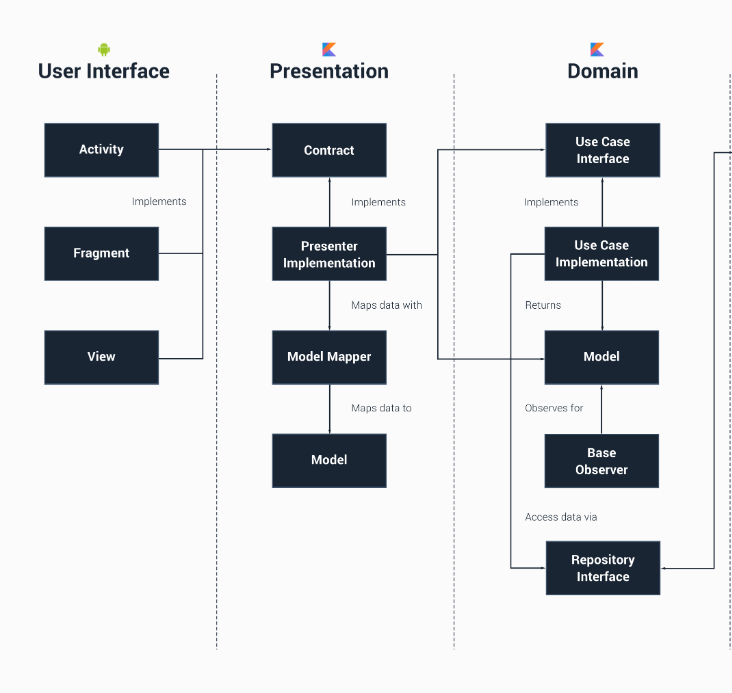 User Interface
Presentation
Domain
Activity
Contract
Use Case
Interface
Implements
Implements
Implements
Fragment
Presenter
Implementation
Use Case
Implementation
Maps data with
Returns
View
Model Mapper
Model
Maps data to
Observes for
Model
Base
Observer
Access data via
Repository
Interface